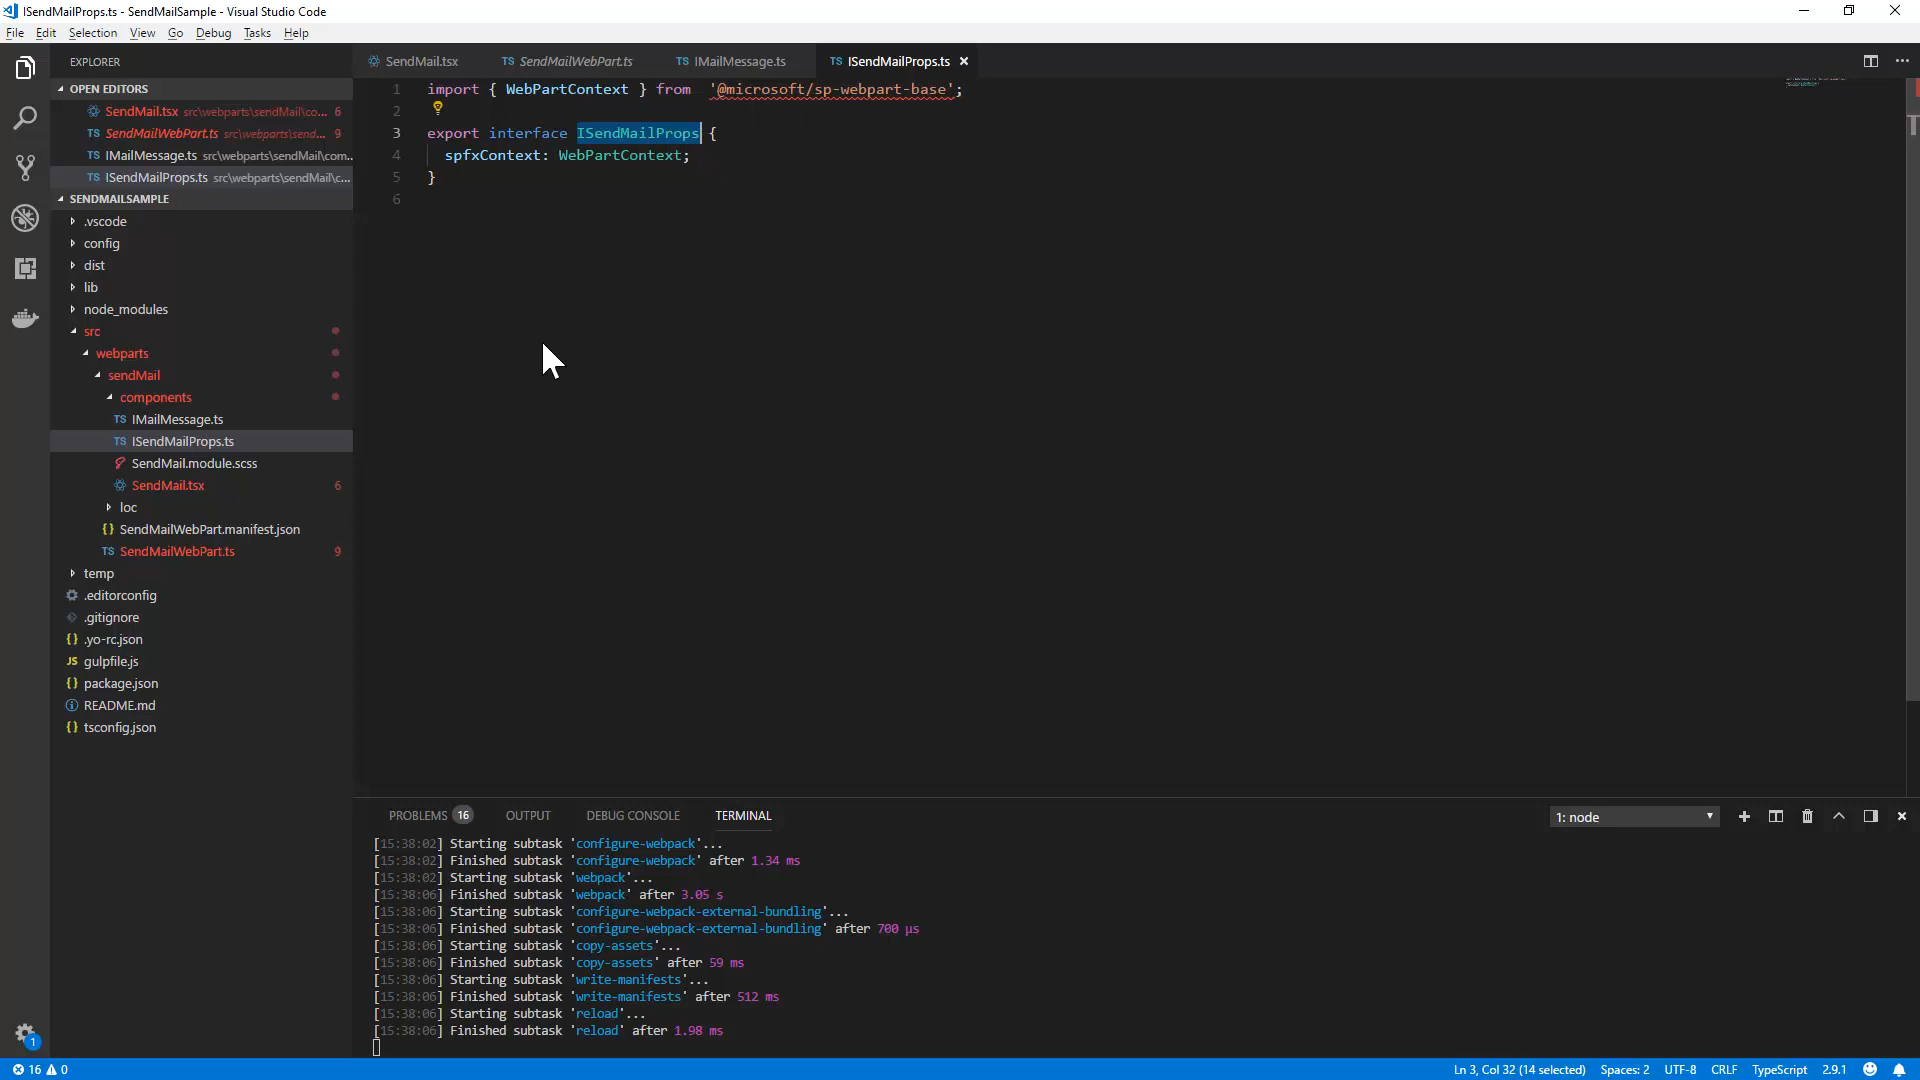 ISendMailProps.ts - SendMailSample - Visual Studio Code
File Edit Selection View Go Debug Tasks Help
EXPLORER
OPEN EDITORS
SendMail.tsx src\webparts\sendMail\co... 6
SendMailWebPart.ts src\webparts\send... 9
IMailMessage.ts src\webparts\sendMail\com...
ISendMailProps.ts src\webparts\sendMail\c...
SENDMAILSAMPLE
.vscode
config
dist
lib
node_modules
src
webparts
sendMail
components
TS IMailMessage.ts
TS ISendMailProps.ts
SendMail.module.scss
SendMail.tsx 6
loc
{} SendMailWebPart.manifest.json
TS SendMailWebPart.ts 9
temp
.editorconfig
.gitignore
{} .yo-rc.json
JS gulpfile.js
{} package.json
README.md
{} tsconfig.json
SendMail.tsx TS SendMailWebPart.ts TS IMailMessage.ts TS ISendMailProps.ts
1 import { WebPartContext } from '@microsoft/sp-webpart-base';
2
3 export interface ISendMailProps {
4 spfxContext: WebPartContext;
5 }
6
PROBLEMS 16 OUTPUT DEBUG CONSOLE TERMINAL 1: node
[15:38:02] Starting subtask 'configure-webpack'...
[15:38:02] Finished subtask 'configure-webpack' after 1.34 ms
[15:38:02] Starting subtask 'webpack'...
[15:38:06] Finished subtask 'webpack' after 3.05 s
[15:38:06] Starting subtask 'configure-webpack-external-bundling'...
[15:38:06] Finished subtask 'configure-webpack-external-bundling' after 700 μs
[15:38:06] Starting subtask 'copy-assets'...
[15:38:06] Finished subtask 'copy-assets' after 59 ms
[15:38:06] Starting subtask 'write-manifests'...
[15:38:06] Finished subtask 'write-manifests' after 512 ms
[15:38:06] Starting subtask 'reload'...
[15:38:06] Finished subtask 'reload' after 1.98 ms
1
16 0 Ln 3, Col 32 (14 selected) Spaces: 2 UTF-8 CRLF TypeScript 2.9.1